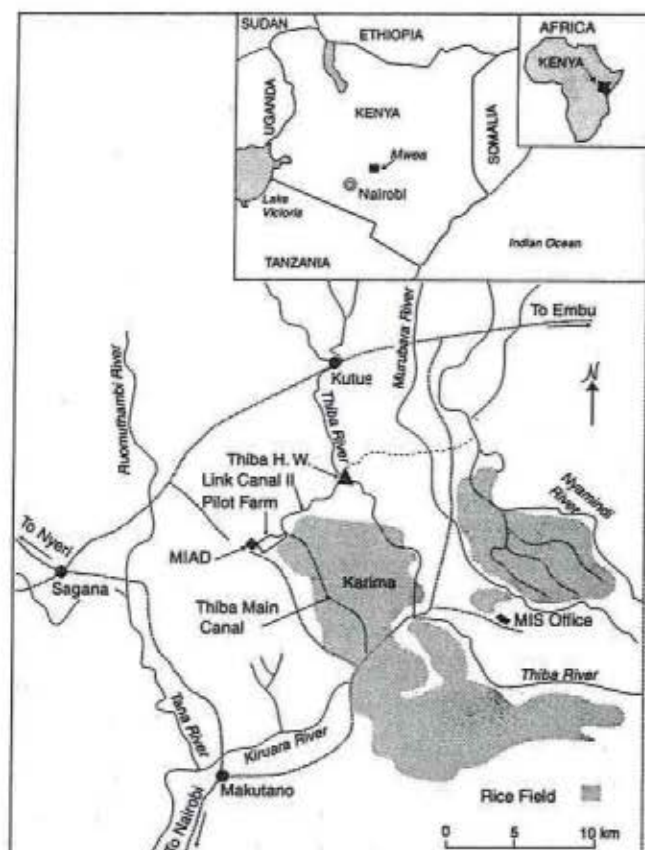 SUDAN
ETHIOPIA
AFRICA
KENYA
UGANDA
KENYA
SOMALIA
Mwea
Nairobi
Lake
Victoria
Indian Ocean
TANZANIA
To Embu
Murubara River
Ruomuthambi River
Kutus
N
Thiba River
Thiba H. W.
Link Canal II
Pilot Farm
Nyamindi
River
To Nyeri
MIAD
Karima
Sagana
Thiba Main
Canal
MIS Office
Thiba River
Tana River
Kiruara River
Makutano
Rice Field
To Nairobi
0 5 10 km